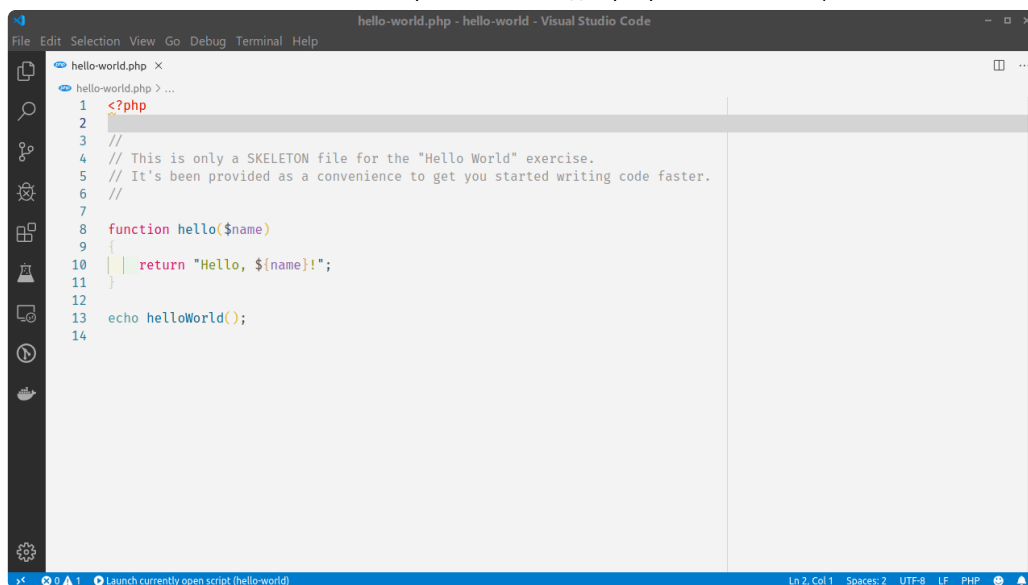 hello-world.php - hello-world - Visual Studio Code
File Edit Selection View Go Debug Terminal Help
php hello-world.php ×
php hello-world.php > ...
1 <?php
2
3 //
4 // This is only a SKELETON file for the "Hello World" exercise.
5 // It's been provided as a convenience to get you started writing code faster.
6 //
7
8 function hello($name)
9 {
10 return "Hello, ${name}!";
11 }
12
13 echo helloWorld();
14
0 1 Launch currently open script (hello-world) Ln 2, Col 1 Spaces: 2 UTF-8 LF PHP